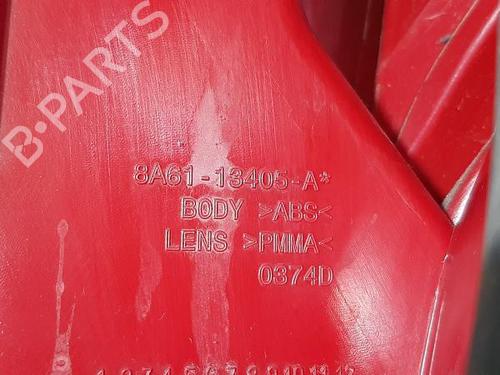 B-PARTS
8A61-13405-A*
BODY >ABS<
LENS >PMMA<
0374D